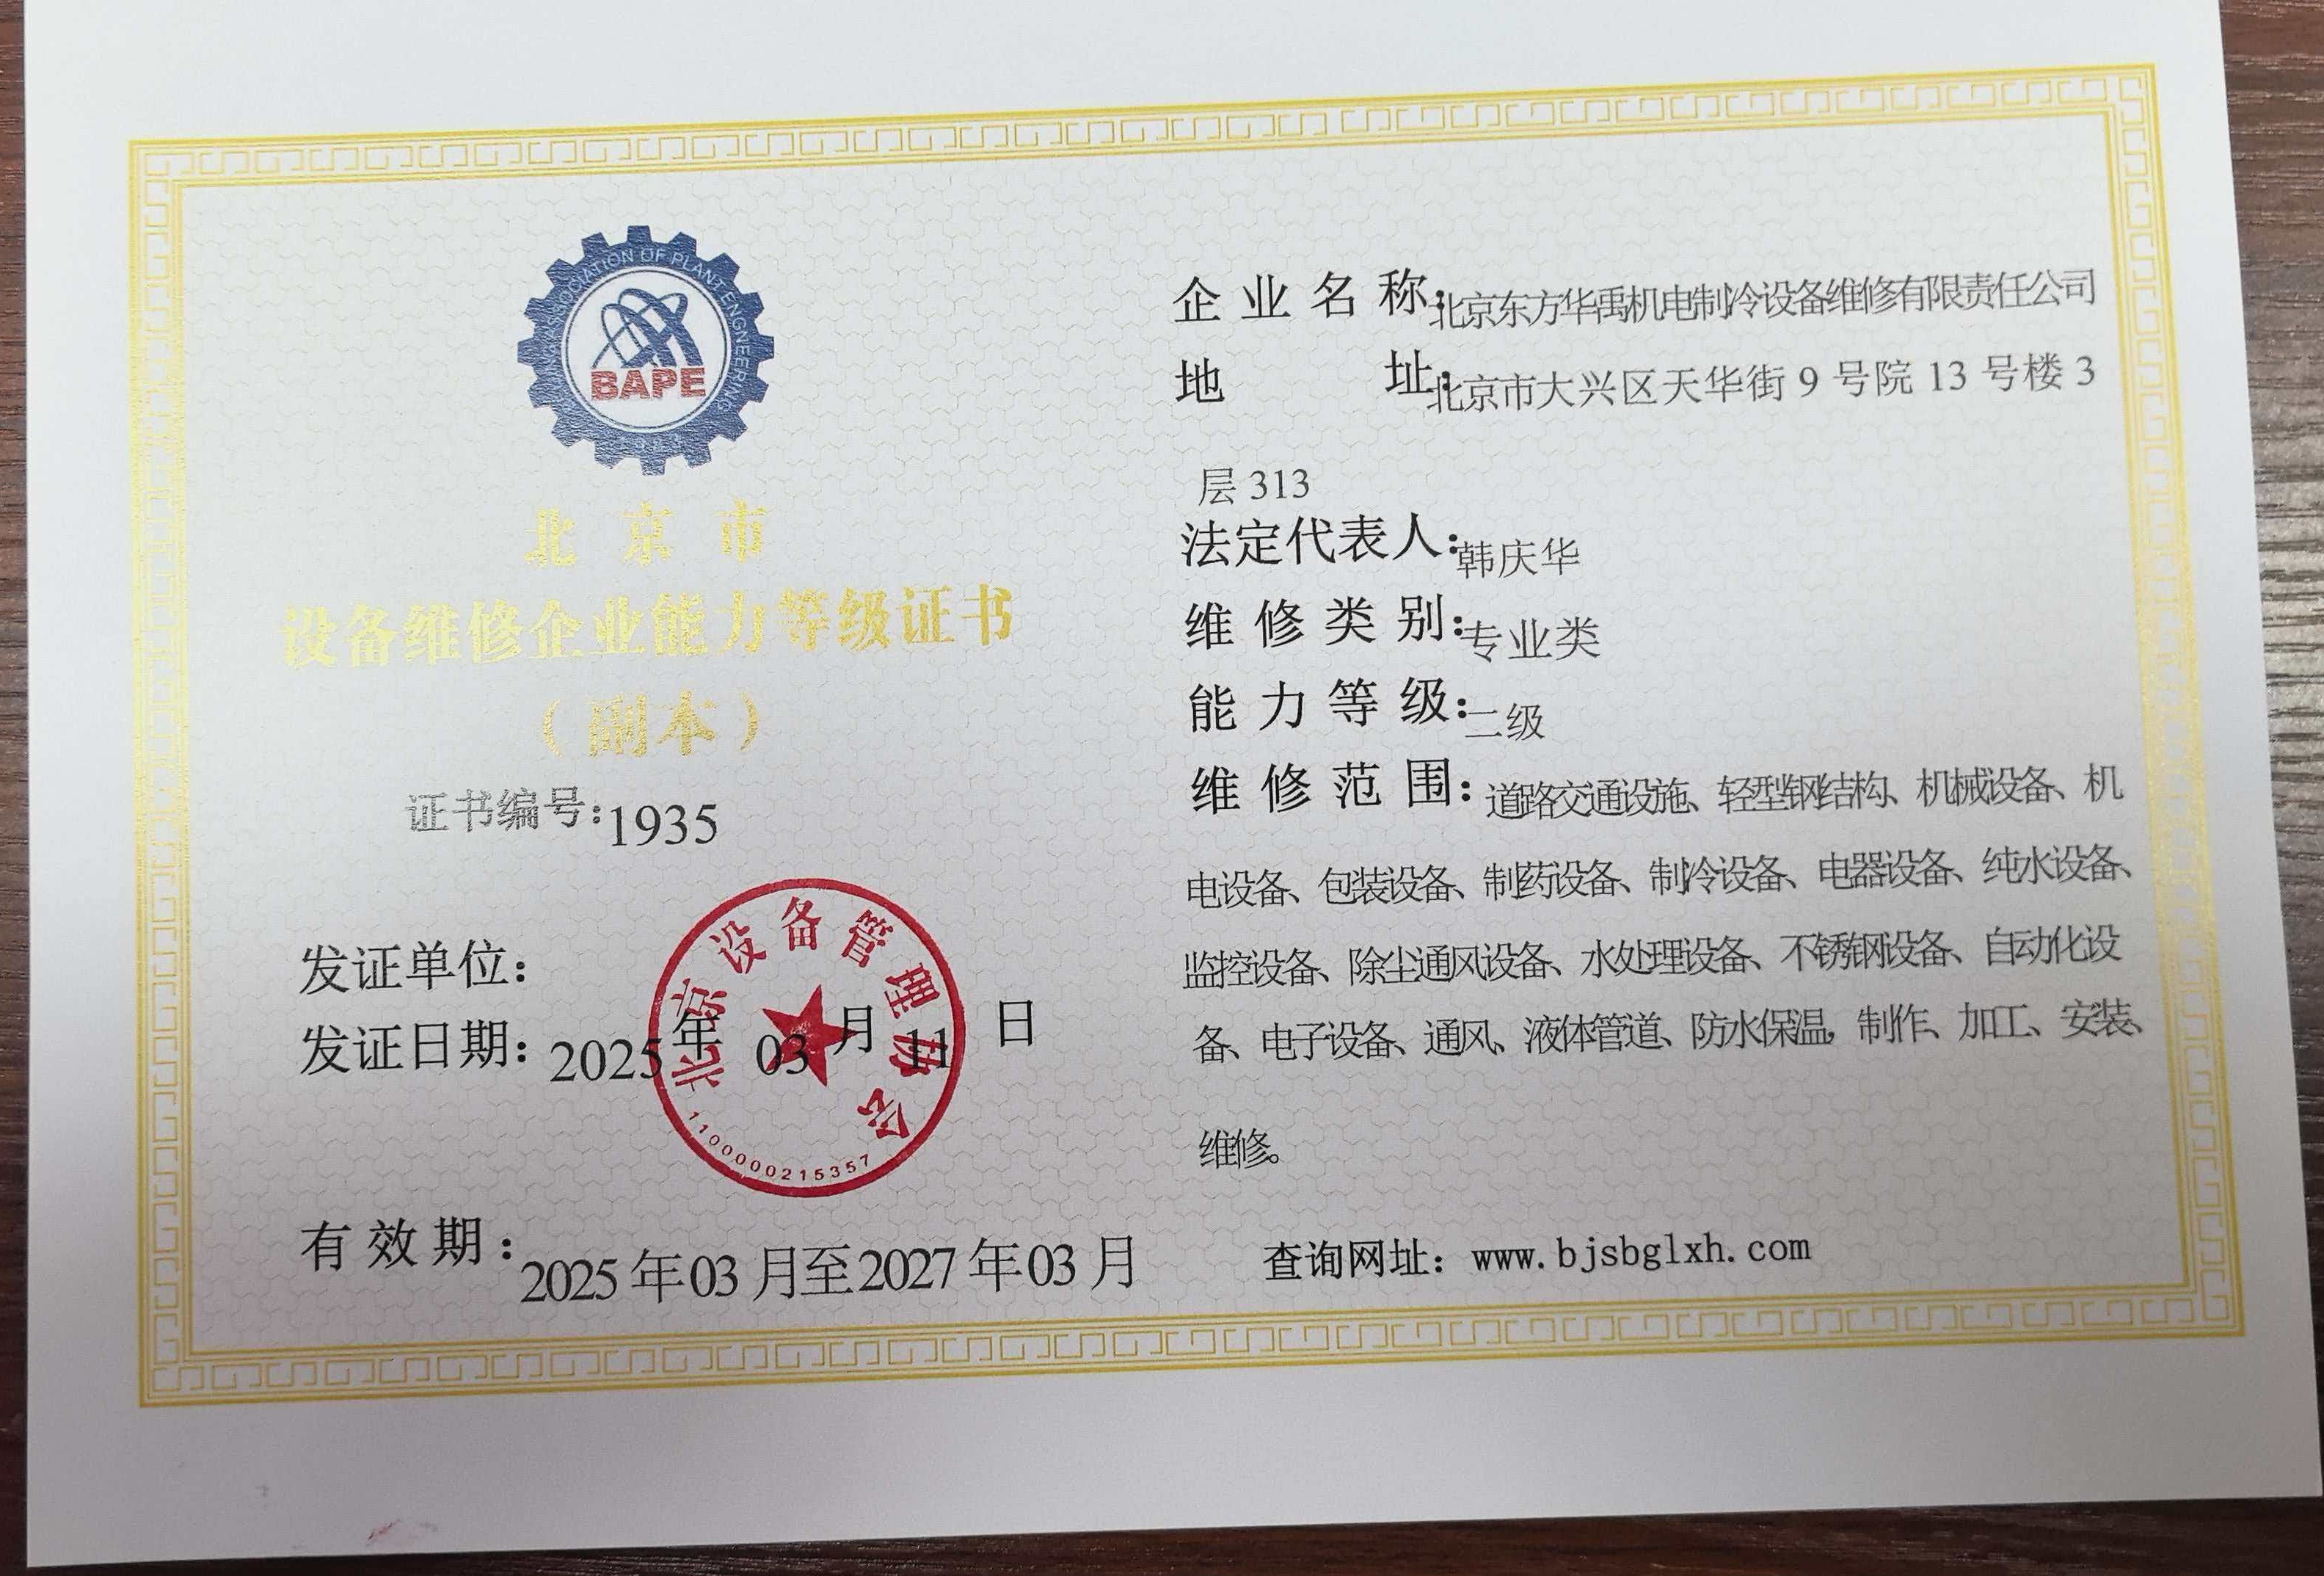 ASSOCIATION OF PLANT ENGINEERING
BAPE
北京市
设备维修企业能力等级证书
（副本）
证书编号:1935
发证单位:
发证日期: 2025 年 03 月 11 日
北京设备管理协会
1100000215357
有效期: 2025年03月至2027年03月
企业名称:北京东方华禹机电制冷设备维修有限责任公司
地址:北京市大兴区天华街 9 号院 13 号楼 3
层 313
法定代表人:韩庆华
维修类别:专业类
能力等级:二级
维修范围: 道路交通设施、轻型钢结构、机械设备、机
电设备、包装设备、制药设备、制冷设备、电器设备、纯水设备、
监控设备、除尘通风设备、水处理设备、不锈钢设备、自动化设
备、电子设备、通风、液体管道、防水保温，制作、加工、安装、
维修。
查询网址: www.bjsbglxh.com